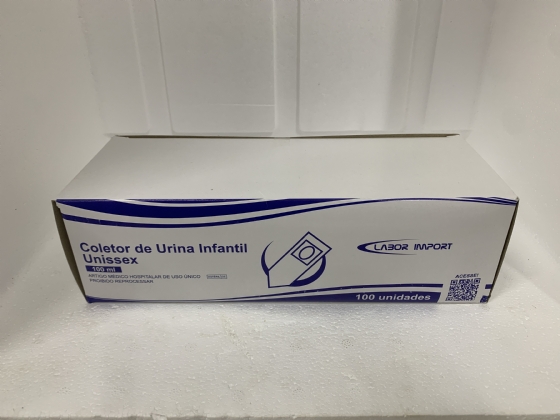 Coletor de Urina Infantil
Unissex
100 ml
ARTIGO MÉDICO HOSPITALAR DE USO ÚNICO
PROIBIDO REPROCESSAR
LABOR IMPORT
ACESSE!
100 unidades